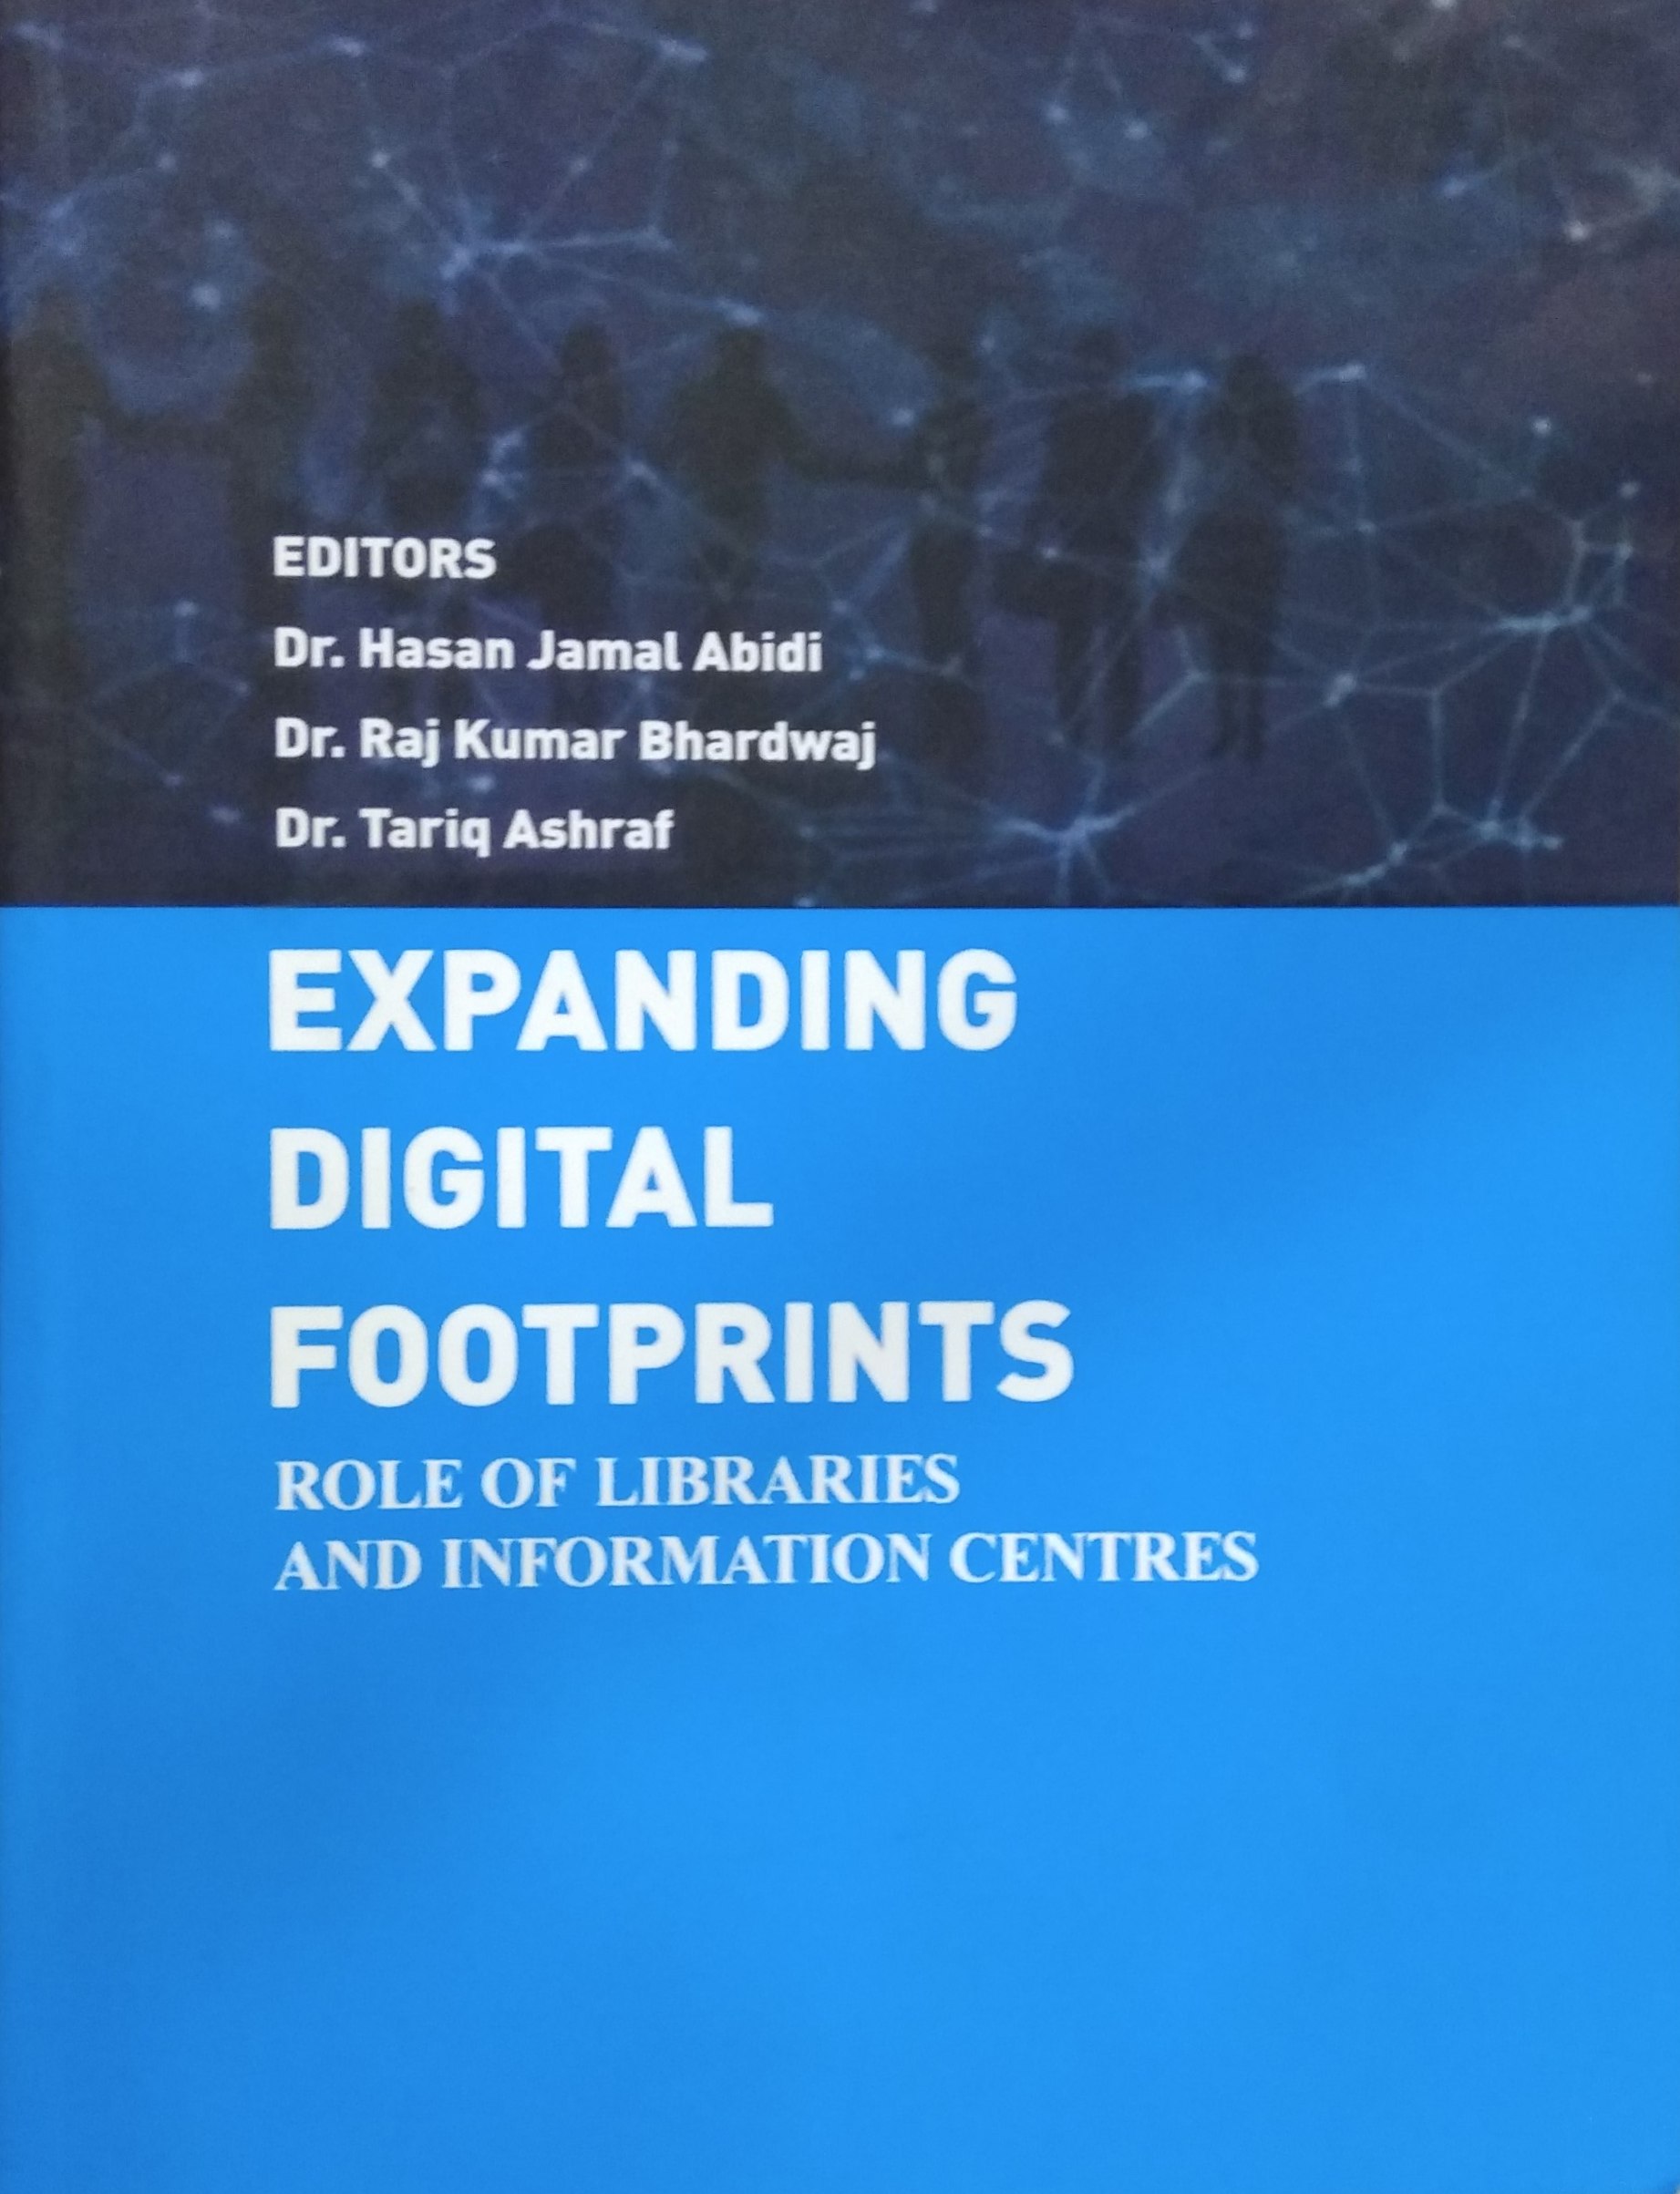 EDITORS
Dr. Hasan Jamal Abidi
Dr. Raj Kumar Bhardwaj
Dr. Tariq Ashraf
EXPANDING
DIGITAL
FOOTPRINTS
ROLE OF LIBRARIES
AND INFORMATION CENTRES